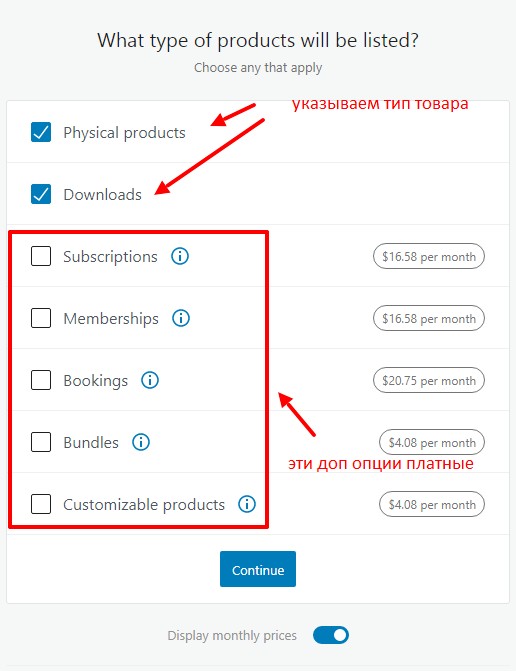 What type of products will be listed?
Choose any that apply
указываем тип товара
Physical products
Downloads
Subscriptions
$16.58 per month
Memberships
$16.58 per month
Bookings
$20.75 per month
Bundles
$4.08 per month
эти доп опции платные
Customizable products
$4.08 per month
Continue
Display monthly prices